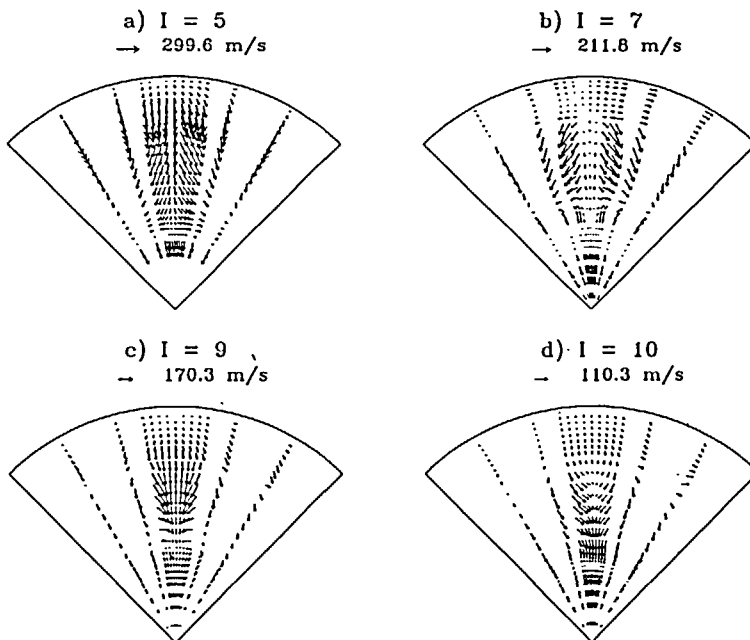 a) I = 5
→ 299.6 m/s
b) I = 7
→ 211.8 m/s
c) I = 9
→ 170.3 m/s
d) I = 10
→ 110.3 m/s